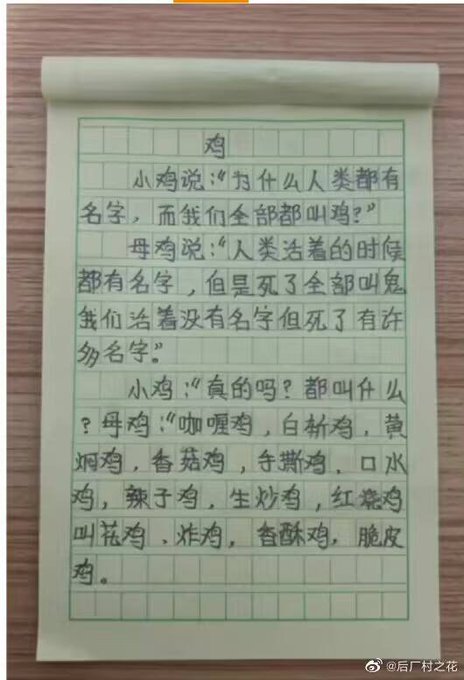 鸡
小鸡说:“为什么人类都有
名字，而我们全部都叫鸡?”
母鸡说:“人类活着的时候
都有名字，但是死了全部叫鬼
我们活着没有名字但死了有许
多名字。”
小鸡:“真的吗?都叫什么
?母鸡:“咖喱鸡，白斩鸡，黄
焖鸡，香菇鸡，手撕鸡、口水
鸡，辣子鸡，生炒鸡，红烧鸡
叫花鸡、炸鸡，香酥鸡，脆皮
鸡。
@后厂村之花